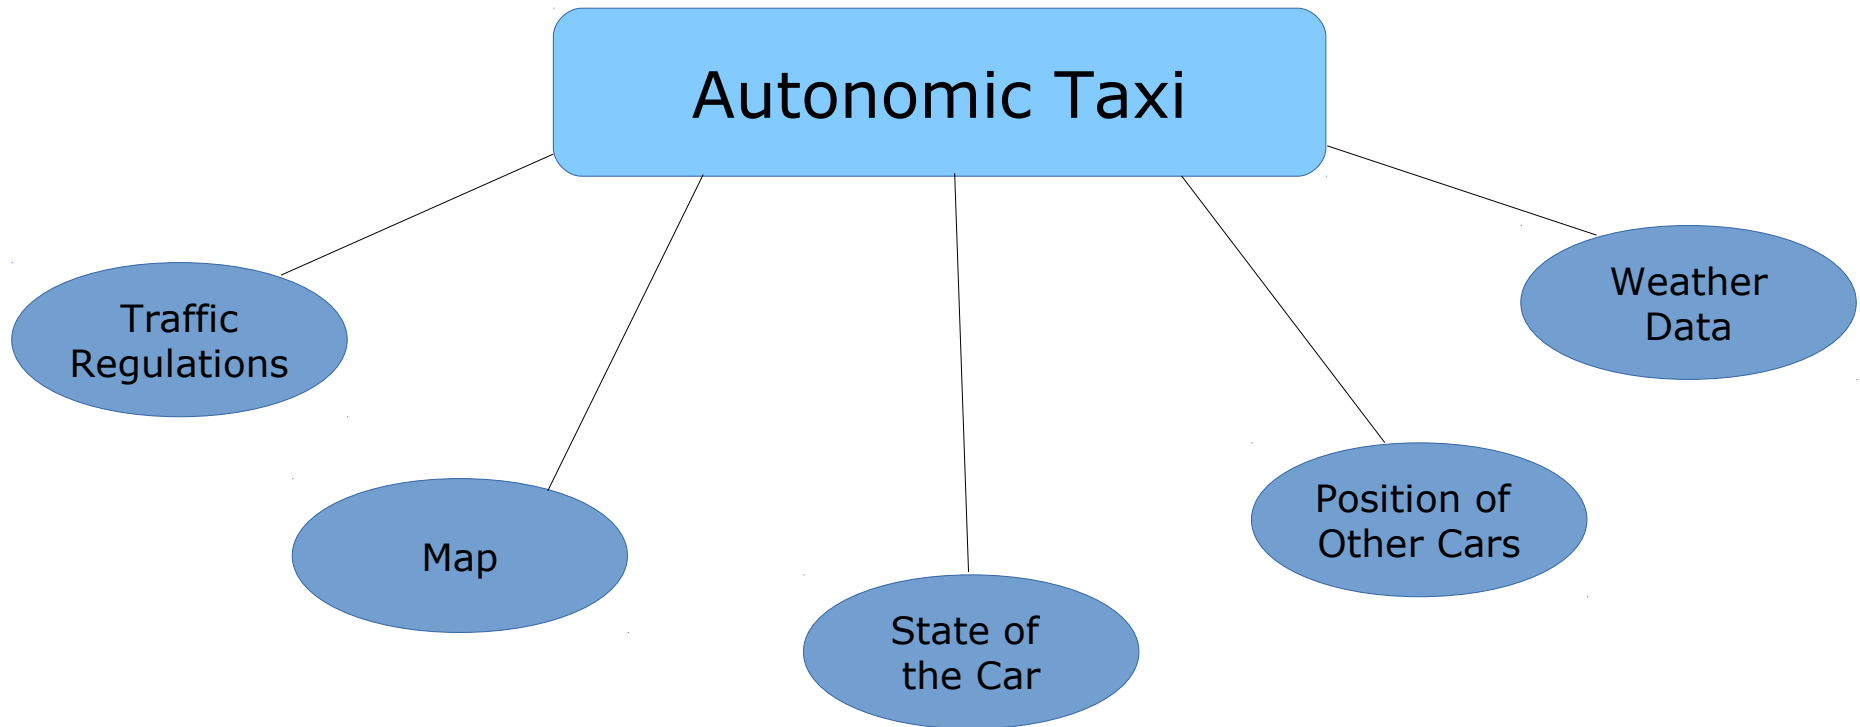 Autonomic Taxi
Traffic
Regulations
Map
State of
the Car
Position of
Other Cars
Weather
Data